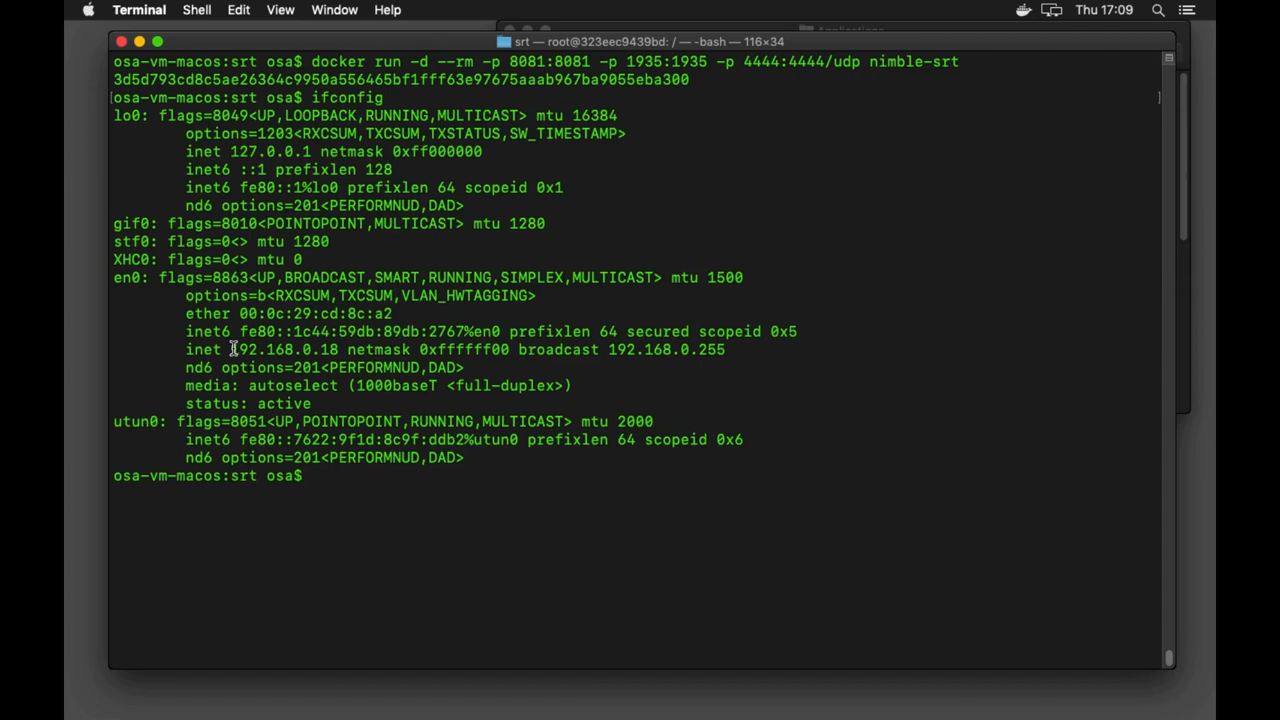 Terminal Shell Edit View Window Help Thu 17:09
srt — root@323eec9439bd: / — -bash — 116×34
osa-vm-macos:srt osa$ docker run -d --rm -p 8081:8081 -p 1935:1935 -p 4444:4444/udp nimble-srt
3d5d793cd8c5ae26364c9950a556465bf1fff63e97675aaab967ba9055eba300
[osa-vm-macos:srt osa$ ifconfig ]
lo0: flags=8049<UP,LOOPBACK,RUNNING,MULTICAST> mtu 16384
options=1203<RXCSUM,TXCSUM,TXSTATUS,SW_TIMESTAMP>
inet 127.0.0.1 netmask 0xff000000
inet6 ::1 prefixlen 128
inet6 fe80::1%lo0 prefixlen 64 scopeid 0x1
nd6 options=201<PERFORMNUD,DAD>
gif0: flags=8010<POINTOPOINT,MULTICAST> mtu 1280
stf0: flags=0<> mtu 1280
XHC0: flags=0<> mtu 0
en0: flags=8863<UP,BROADCAST,SMART,RUNNING,SIMPLEX,MULTICAST> mtu 1500
options=b<RXCSUM,TXCSUM,VLAN_HWTAGGING>
ether 00:0c:29:cd:8c:a2
inet6 fe80::1c44:59db:89db:2767%en0 prefixlen 64 secured scopeid 0x5
inet 192.168.0.18 netmask 0xffffff00 broadcast 192.168.0.255
nd6 options=201<PERFORMNUD,DAD>
media: autoselect (1000baseT <full-duplex>)
status: active
utun0: flags=8051<UP,POINTOPOINT,RUNNING,MULTICAST> mtu 2000
inet6 fe80::7622:9f1d:8c9f:ddb2%utun0 prefixlen 64 scopeid 0x6
nd6 options=201<PERFORMNUD,DAD>
osa-vm-macos:srt osa$